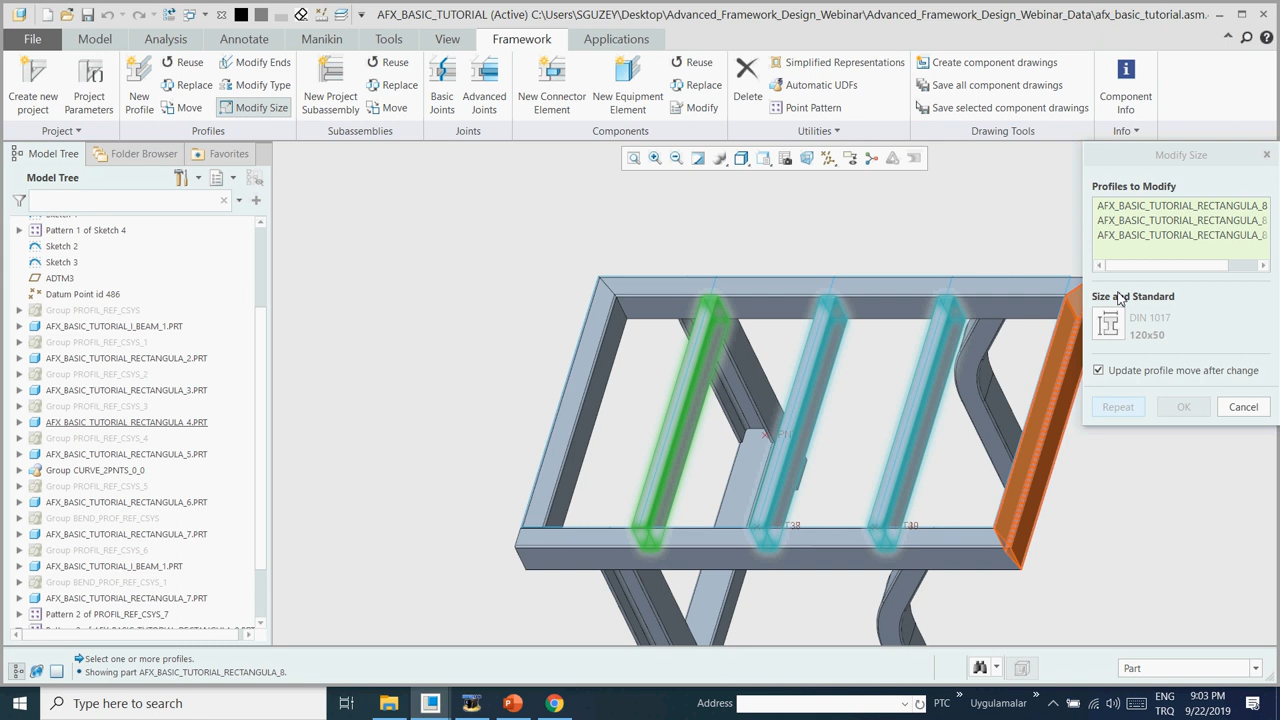 AFX_BASIC_TUTORIAL (Active) C:\Users\SGUZEY\Desktop\Advanced_Framework_Design_Webinar\Advanced_Framework_Design_Webinar_Data\afx_basic_tutorial.asm...
File Model Analysis Annotate Manikin Tools View Framework Applications
Create new project
Project Parameters
Project
New Profile
Reuse
Replace
Move
Modify Ends
Modify Type
Modify Size
Profiles
New Project Subassembly
Reuse
Replace
Move
Subassemblies
Basic Joints
Advanced Joints
Joints
New Connector Element
New Equipment Element
Reuse
Replace
Modify
Components
Delete
Simplified Representations
Automatic UDFs
Point Pattern
Utilities
Create component drawings
Save all component drawings
Save selected component drawings
Drawing Tools
Component Info
Info
Model Tree Folder Browser Favorites
Model Tree
Pattern 1 of Sketch 4
Sketch 2
Sketch 3
ADTM3
Datum Point id 486
Group PROFIL_REF_CSYS
AFX_BASIC_TUTORIAL_I_BEAM_1.PRT
Group PROFIL_REF_CSYS_1
AFX_BASIC_TUTORIAL_RECTANGULA_2.PRT
Group PROFIL_REF_CSYS_2
AFX_BASIC_TUTORIAL_RECTANGULA_3.PRT
Group PROFIL_REF_CSYS_3
AFX_BASIC_TUTORIAL_RECTANGULA_4.PRT
Group PROFIL_REF_CSYS_4
AFX_BASIC_TUTORIAL_RECTANGULA_5.PRT
Group CURVE_2PNTS_0_0
Group PROFIL_REF_CSYS_5
AFX_BASIC_TUTORIAL_RECTANGULA_6.PRT
Group BEND_PROF_REF_CSYS
AFX_BASIC_TUTORIAL_RECTANGULA_7.PRT
Group PROFIL_REF_CSYS_6
AFX_BASIC_TUTORIAL_I_BEAM_1.PRT
Group BEND_PROF_REF_CSYS_1
AFX_BASIC_TUTORIAL_RECTANGULA_7.PRT
Pattern 2 of PROFIL_REF_CSYS_7
Modify Size
Profiles to Modify
AFX_BASIC_TUTORIAL_RECTANGULA_8
AFX_BASIC_TUTORIAL_RECTANGULA_8
AFX_BASIC_TUTORIAL_RECTANGULA_8
Size and Standard
DIN 1017
120x50
Update profile move after change
Repeat OK Cancel
Select one or more profiles.
Showing part AFX_BASIC_TUTORIAL_RECTANGULA_8.
Part
Type here to search
Address
PTC
Uygulamalar
ENG
TRQ
9:03 PM
9/22/2019